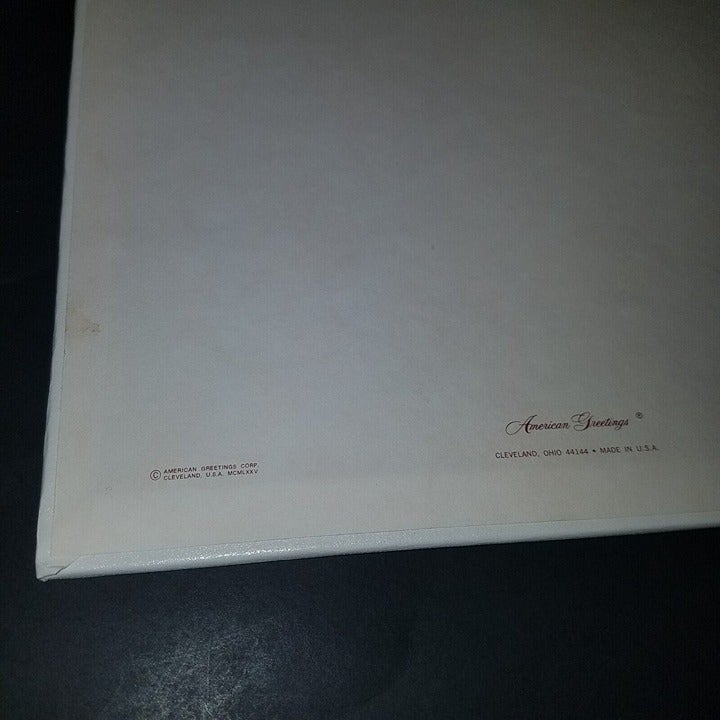 American Greetings ®
CLEVELAND, OHIO 44144 • MADE IN U.S.A.
© AMERICAN GREETINGS CORP.
CLEVELAND, U.S.A. MCMLXXV